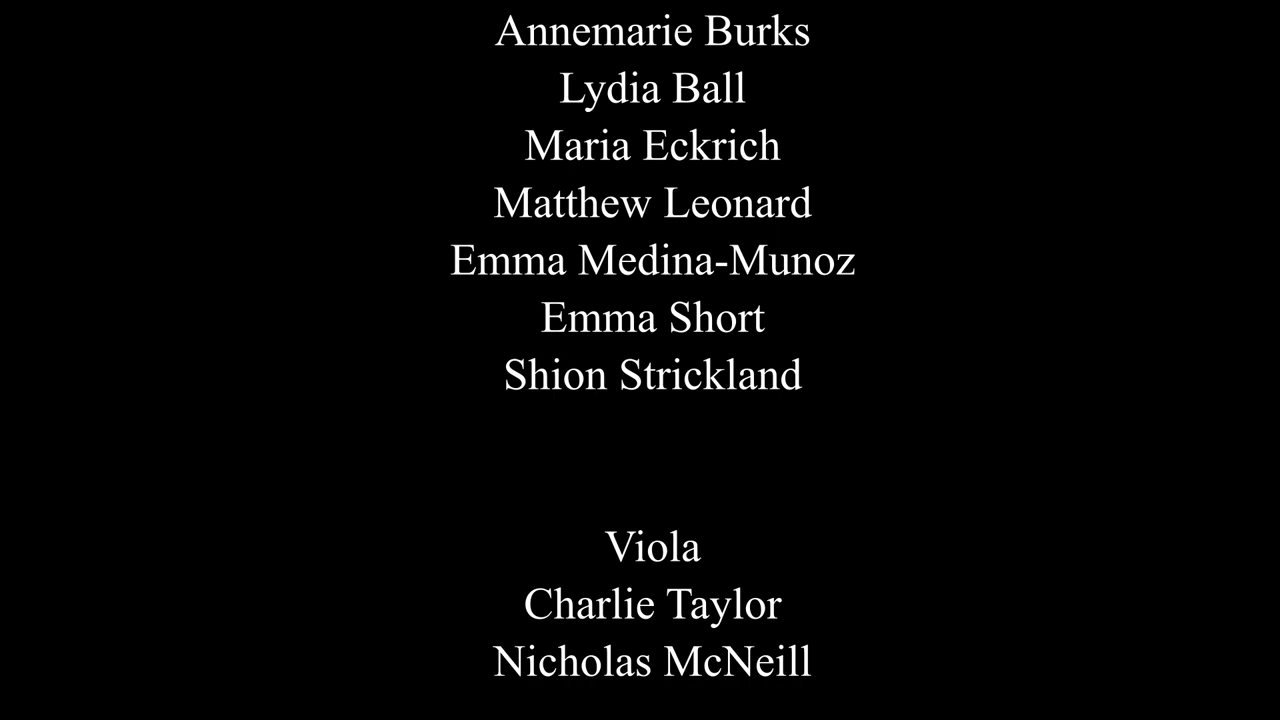 Annemarie Burks
Lydia Ball
Maria Eckrich
Matthew Leonard
Emma Medina-Munoz
Emma Short
Shion Strickland
Viola
Charlie Taylor
Nicholas McNeill